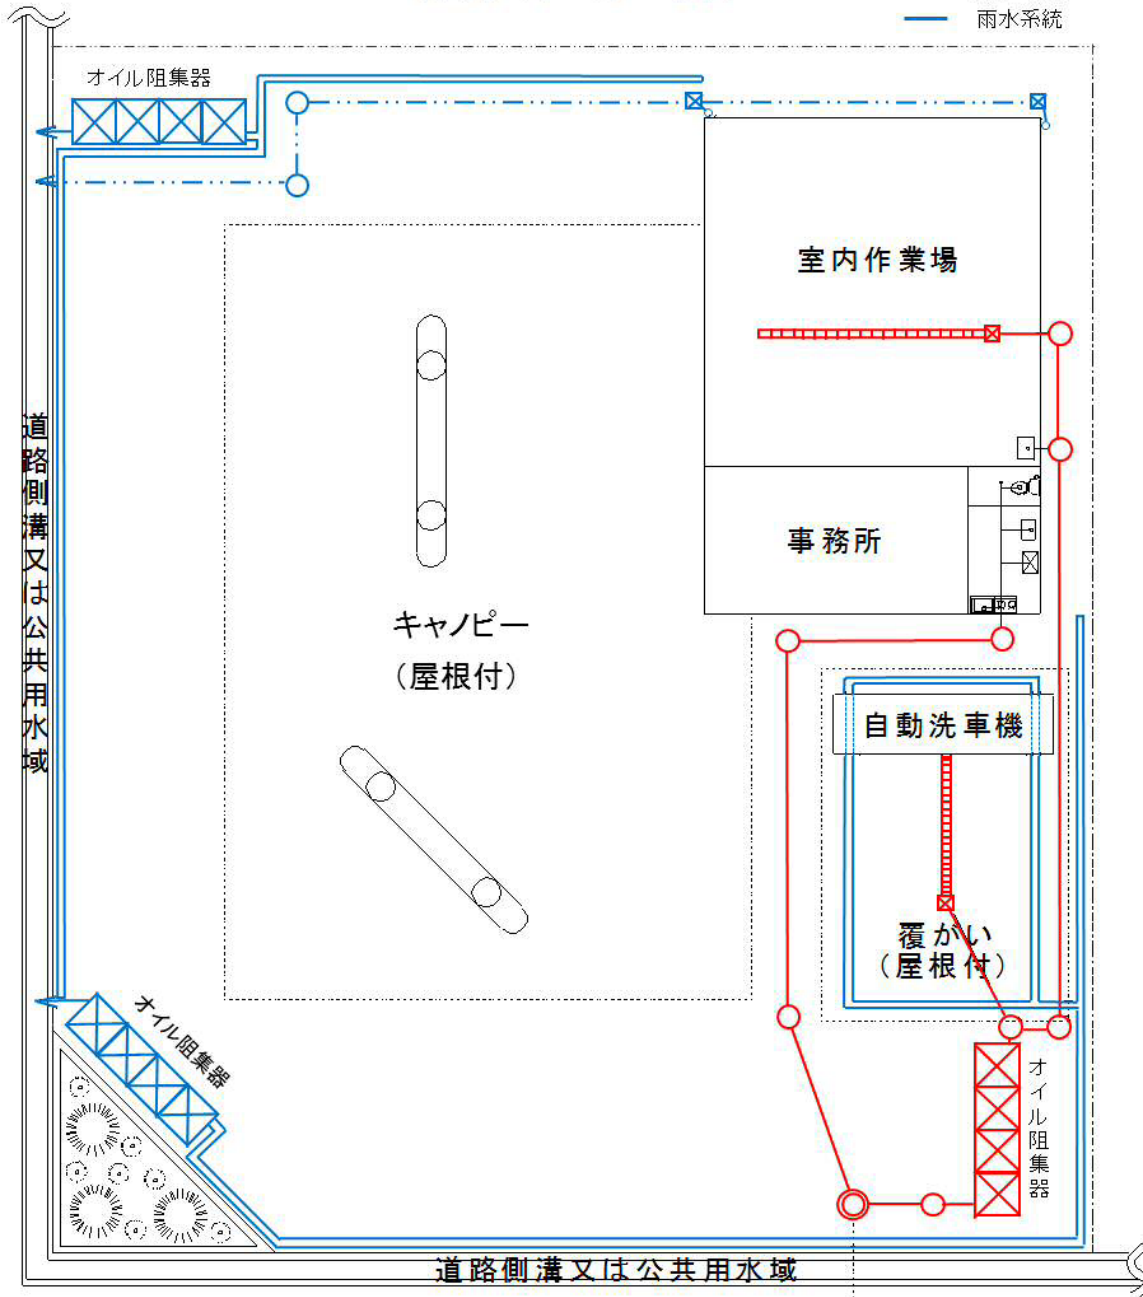 雨水系統
オイル阻集器
室内作業場
道路側溝又は公共用水域
事務所
キャノピー
（屋根付）
自動洗車機
覆がい
（屋根付）
オイル阻集器
オイル阻集器
道路側溝又は公共用水域